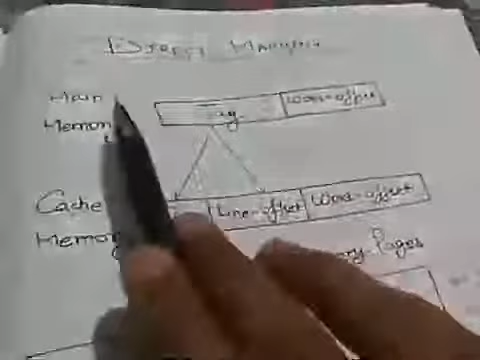 Direct Mapping
Main Tag Word-offset
Memory
Cache Line-offset Word-offset
Memory
Pages